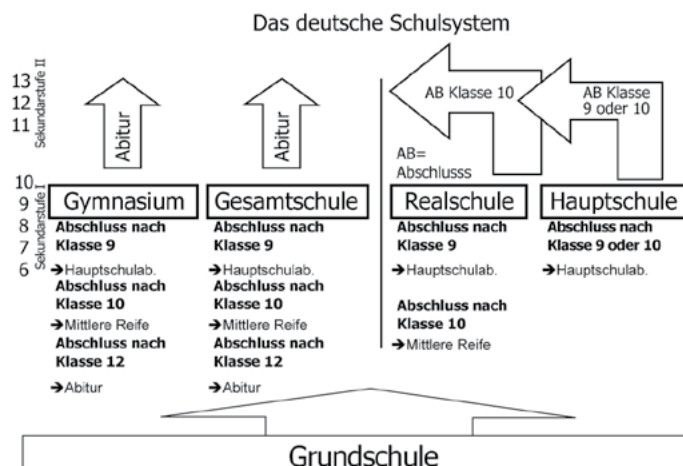 Das deutsche Schulsystem
13
12
11
Sekundarstufe II
10
9
8
7
6
Sekundarstufe I
Abitur
Abitur
AB Klasse 10
AB Klasse
9 oder 10
AB=
Abschlusss
Gymnasium
Abschluss nach
Klasse 9
➔Hauptschulab.
Abschluss nach
Klasse 10
➔Mittlere Reife
Abschluss nach
Klasse 12
➔Abitur
Gesamtschule
Abschluss nach
Klasse 9
➔Hauptschulab.
Abschluss nach
Klasse 10
➔Mittlere Reife
Abschluss nach
Klasse 12
➔Abitur
Realschule
Abschluss nach
Klasse 9
➔Hauptschulab.
Abschluss nach
Klasse 10
➔Mittlere Reife
Hauptschule
Abschluss nach
Klasse 9 oder 10
➔Hauptschulab.
Grundschule